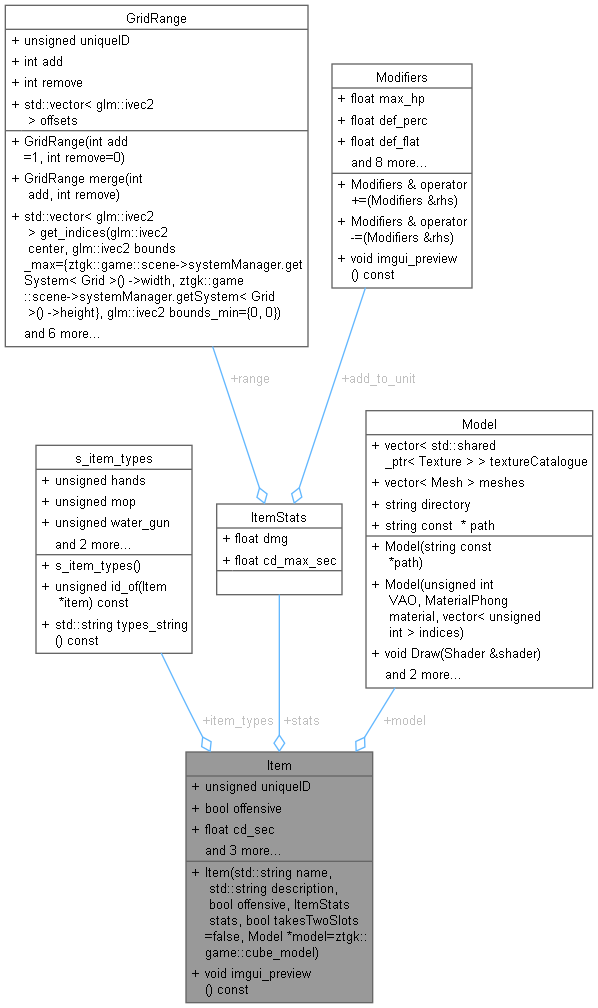 GridRange
+ unsigned uniqueID
+ int add
+ int remove
+ std::vector< glm::ivec2
> offsets
+ GridRange(int add
=1, int remove=0)
+ GridRange merge(int
add, int remove)
+ std::vector< glm::ivec2
> get_indices(glm::ivec2
center, glm::ivec2 bounds
_max={ztgk::game::scene->systemManager.get
System< Grid >() ->width, ztgk::game
::scene->systemManager.getSystem< Grid
>() ->height}, glm::ivec2 bounds_min={0, 0})
and 6 more...
Modifiers
+ float max_hp
+ float def_perc
+ float def_flat
and 8 more...
+ Modifiers & operator
+=(Modifiers &rhs)
+ Modifiers & operator
-=(Modifiers &rhs)
+ void imgui_preview
() const
+range
+add_to_unit
s_item_types
+ unsigned hands
+ unsigned mop
+ unsigned water_gun
and 2 more...
+ s_item_types()
+ unsigned id_of(Item
*item) const
+ std::string types_string
() const
ItemStats
+ float dmg
+ float cd_max_sec
Model
+ vector< std::shared
_ptr< Texture > > textureCatalogue
+ vector< Mesh > meshes
+ string directory
+ string const * path
+ Model(string const
*path)
+ Model(unsigned int
VAO, MaterialPhong
material, vector< unsigned
int > indices)
+ void Draw(Shader &shader)
and 2 more...
+item_types
+stats
+model
Item
+ unsigned uniqueID
+ bool offensive
+ float cd_sec
and 3 more...
+ Item(std::string name,
std::string description,
bool offensive, ItemStats
stats, bool takesTwoSlots
=false, Model *model=ztgk::
game::cube_model)
+ void imgui_preview
() const